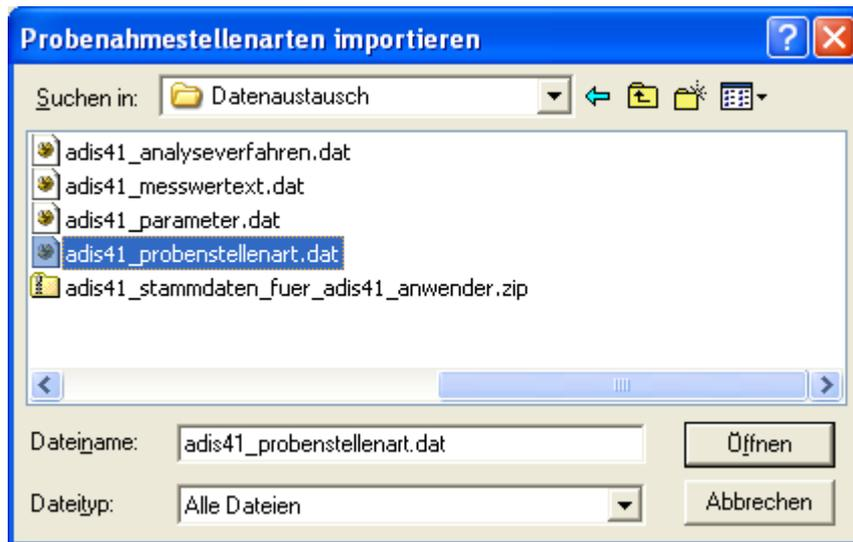 Probenahmestellenarten importieren
Suchen in: Datenaustausch
adis41_analyseverfahren.dat
adis41_messwertext.dat
adis41_parameter.dat
adis41_probenstellenart.dat
adis41_stammdaten_fuer_adis41_anwender.zip
Dateiname: adis41_probenstellenart.dat Öffnen
Dateityp: Alle Dateien Abbrechen